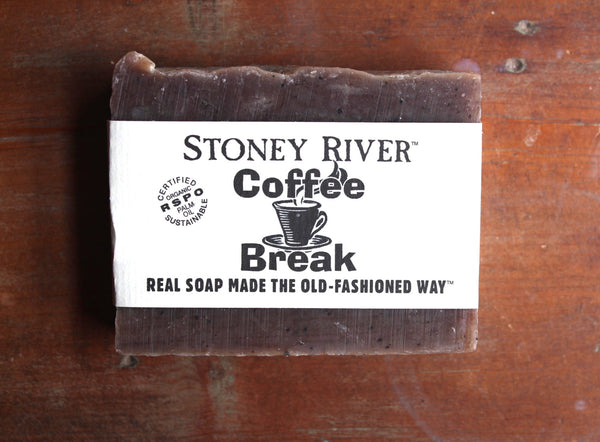 STONEY RIVER™
Coffee
Break
CERTIFIED
ORGANIC
RSPO
PALM
OIL
SUSTAINABLE
REAL SOAP MADE THE OLD-FASHIONED WAY™